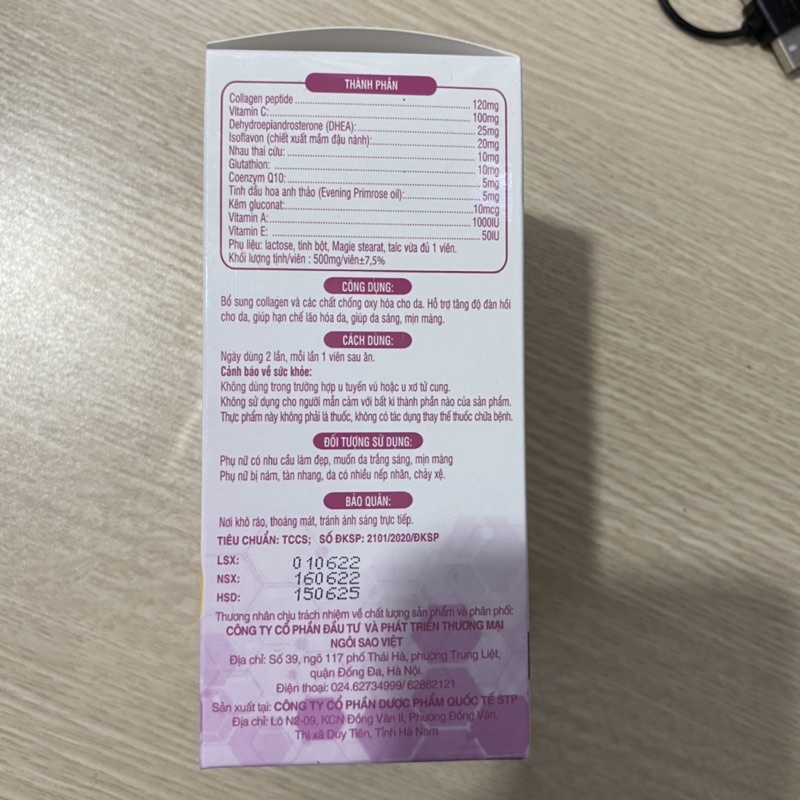 THÀNH PHẦN
Collagen peptide ........ 120mg
Vitamin C:........ 100mg
Dehydroepiandrosterone (DHEA):........ 25mg
Isoflavon (chiết xuất mầm đậu nành):........ 20mg
Nhau thai cừu: ........ 10mg
Glutathion: ........ 10mg
Coenzym Q10:........ 5mg
Tinh dầu hoa anh thảo (Evening Primrose oil):........ 5mg
Kẽm gluconat:........ 10mcg
Vitamin A:........ 1000IU
Vitamin E:........ 50IU
Phụ liệu: lactose, tinh bột, Magie stearat, talc vừa đủ 1 viên.
Khối lượng tịnh/viên : 500mg/viên±7,5%
CÔNG DỤNG:
Bổ sung collagen và các chất chống oxy hóa cho da. Hỗ trợ tăng độ đàn hồi
cho da, giúp hạn chế lão hóa da, giúp da sáng, mịn màng.
CÁCH DÙNG:
Ngày dùng 2 lần, mỗi lần 1 viên sau ăn.
Cảnh báo về sức khỏe:
Không dùng trong trường hợp u tuyến vú hoặc u xơ tử cung.
Không sử dụng cho người mẫn cảm với bất kì thành phần nào của sản phẩm.
Thực phẩm này không phải là thuốc, không có tác dụng thay thế thuốc chữa bệnh.
ĐỐI TƯỢNG SỬ DỤNG:
Phụ nữ có nhu cầu làm đẹp, muốn da trắng sáng, mịn màng
Phụ nữ bị nám, tàn nhang, da có nhiều nếp nhăn, chảy xệ.
BẢO QUẢN:
Nơi khô ráo, thoáng mát, tránh ánh sáng trực tiếp.
TIÊU CHUẨN: TCCS; SỐ ĐKSP: 2101/2020/ĐKSP
LSX: 010622
NSX: 160622
HSD: 150625
Thương nhân chịu trách nhiệm về chất lượng sản phẩm và phân phối:
CÔNG TY CỔ PHẦN ĐẦU TƯ VÀ PHÁT TRIỂN THƯƠNG MẠI
NGÔI SAO VIỆT
Địa chỉ: Số 39, ngõ 117 phố Thái Hà, phường Trung Liệt,
quận Đống Đa, Hà Nội.
Điện thoại: 024.62734999/ 62862121
Sản xuất tại: CÔNG TY CỔ PHẦN DƯỢC PHẨM QUỐC TẾ STP
Địa chỉ: Lô N2-09, KCN Đồng Văn II, Phường Đồng Văn,
Thị xã Duy Tiên, Tỉnh Hà Nam